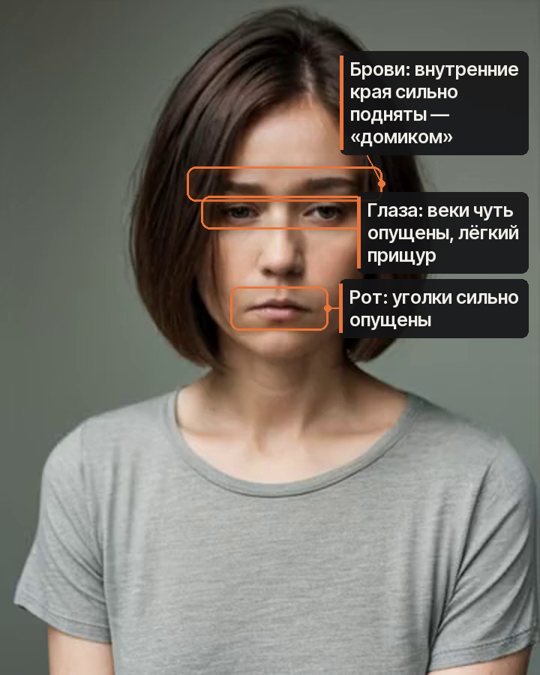 Брови: внутренние
края сильно
подняты —
«домиком»
Глаза: веки чуть
опущены, лёгкий
прищур
Рот: уголки сильно
опущены